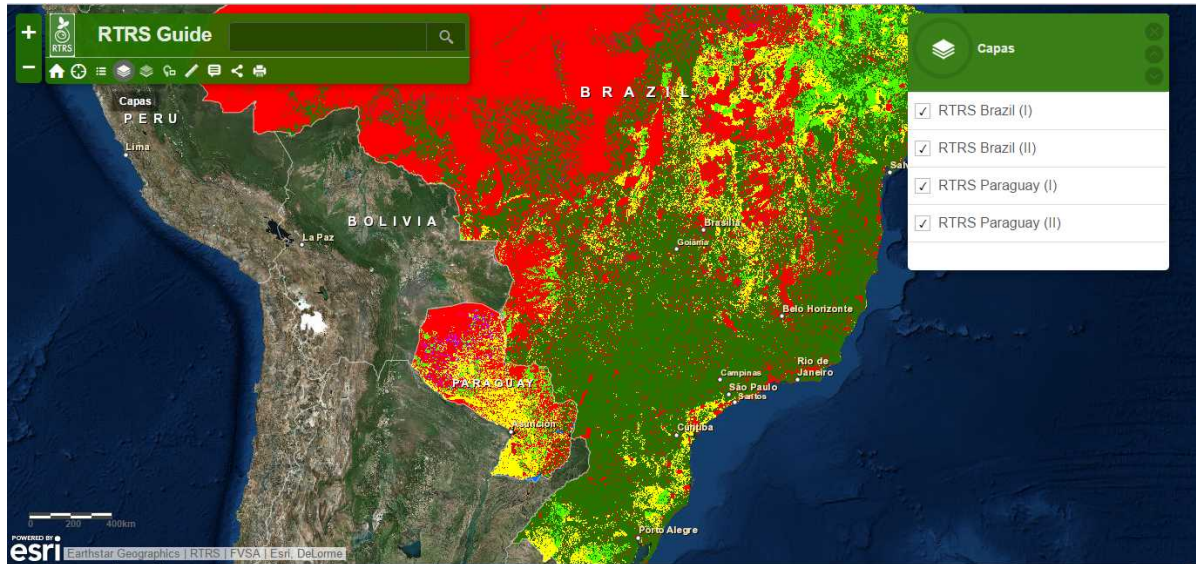 +
−
RTRS
RTRS Guide
Capas
Capas
RTRS Brazil (I)
RTRS Brazil (II)
RTRS Paraguay (I)
RTRS Paraguay (II)
BRAZIL
PERU
Lima
BOLIVIA
La Paz
Brasília
Goiânia
Salv
Belo Horizonte
Rio de
Janeiro
Campinas
São Paulo
Santos
PARAGUAY
Asunción
Curitiba
Porto Alegre
0 200 400km
POWERED BY
esri
Earthstar Geographics | RTRS | FVSA | Esri, DeLorme